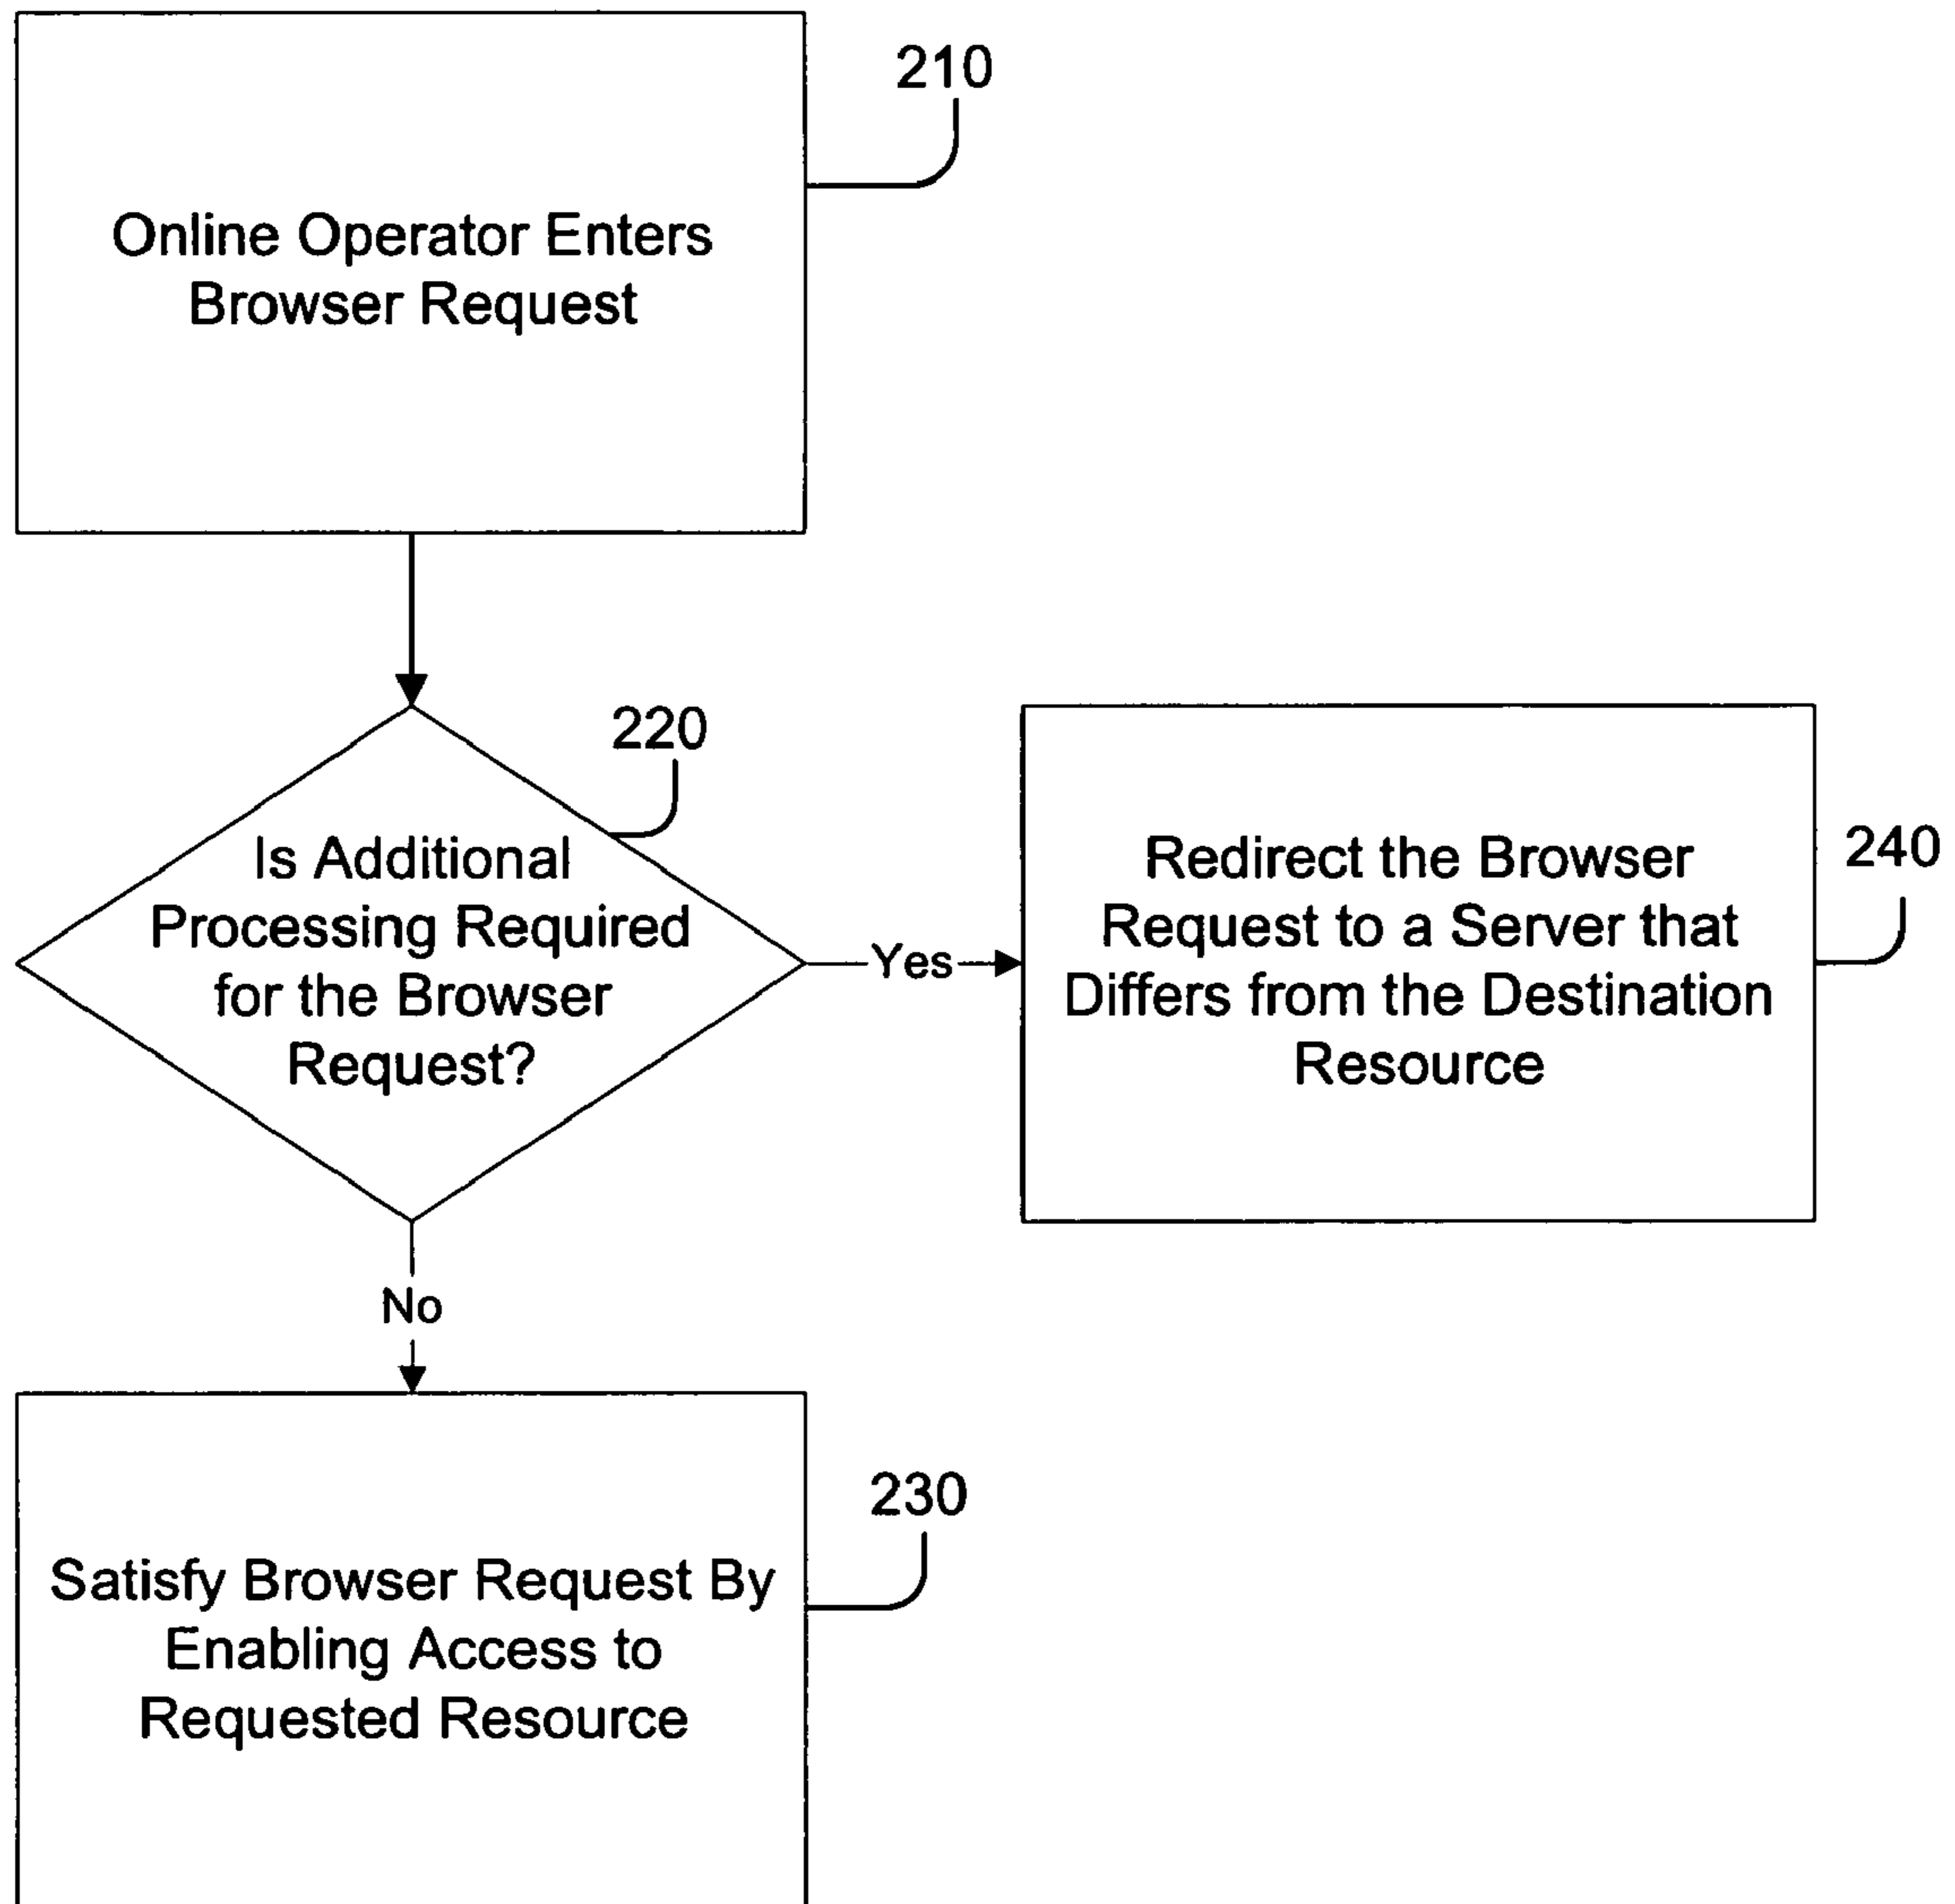 210
Online Operator Enters
Browser Request
220
Is Additional
Processing Required
for the Browser
Request?
Yes
Redirect the Browser
Request to a Server that
Differs from the Destination
Resource
240
No
230
Satisfy Browser Request By
Enabling Access to
Requested Resource